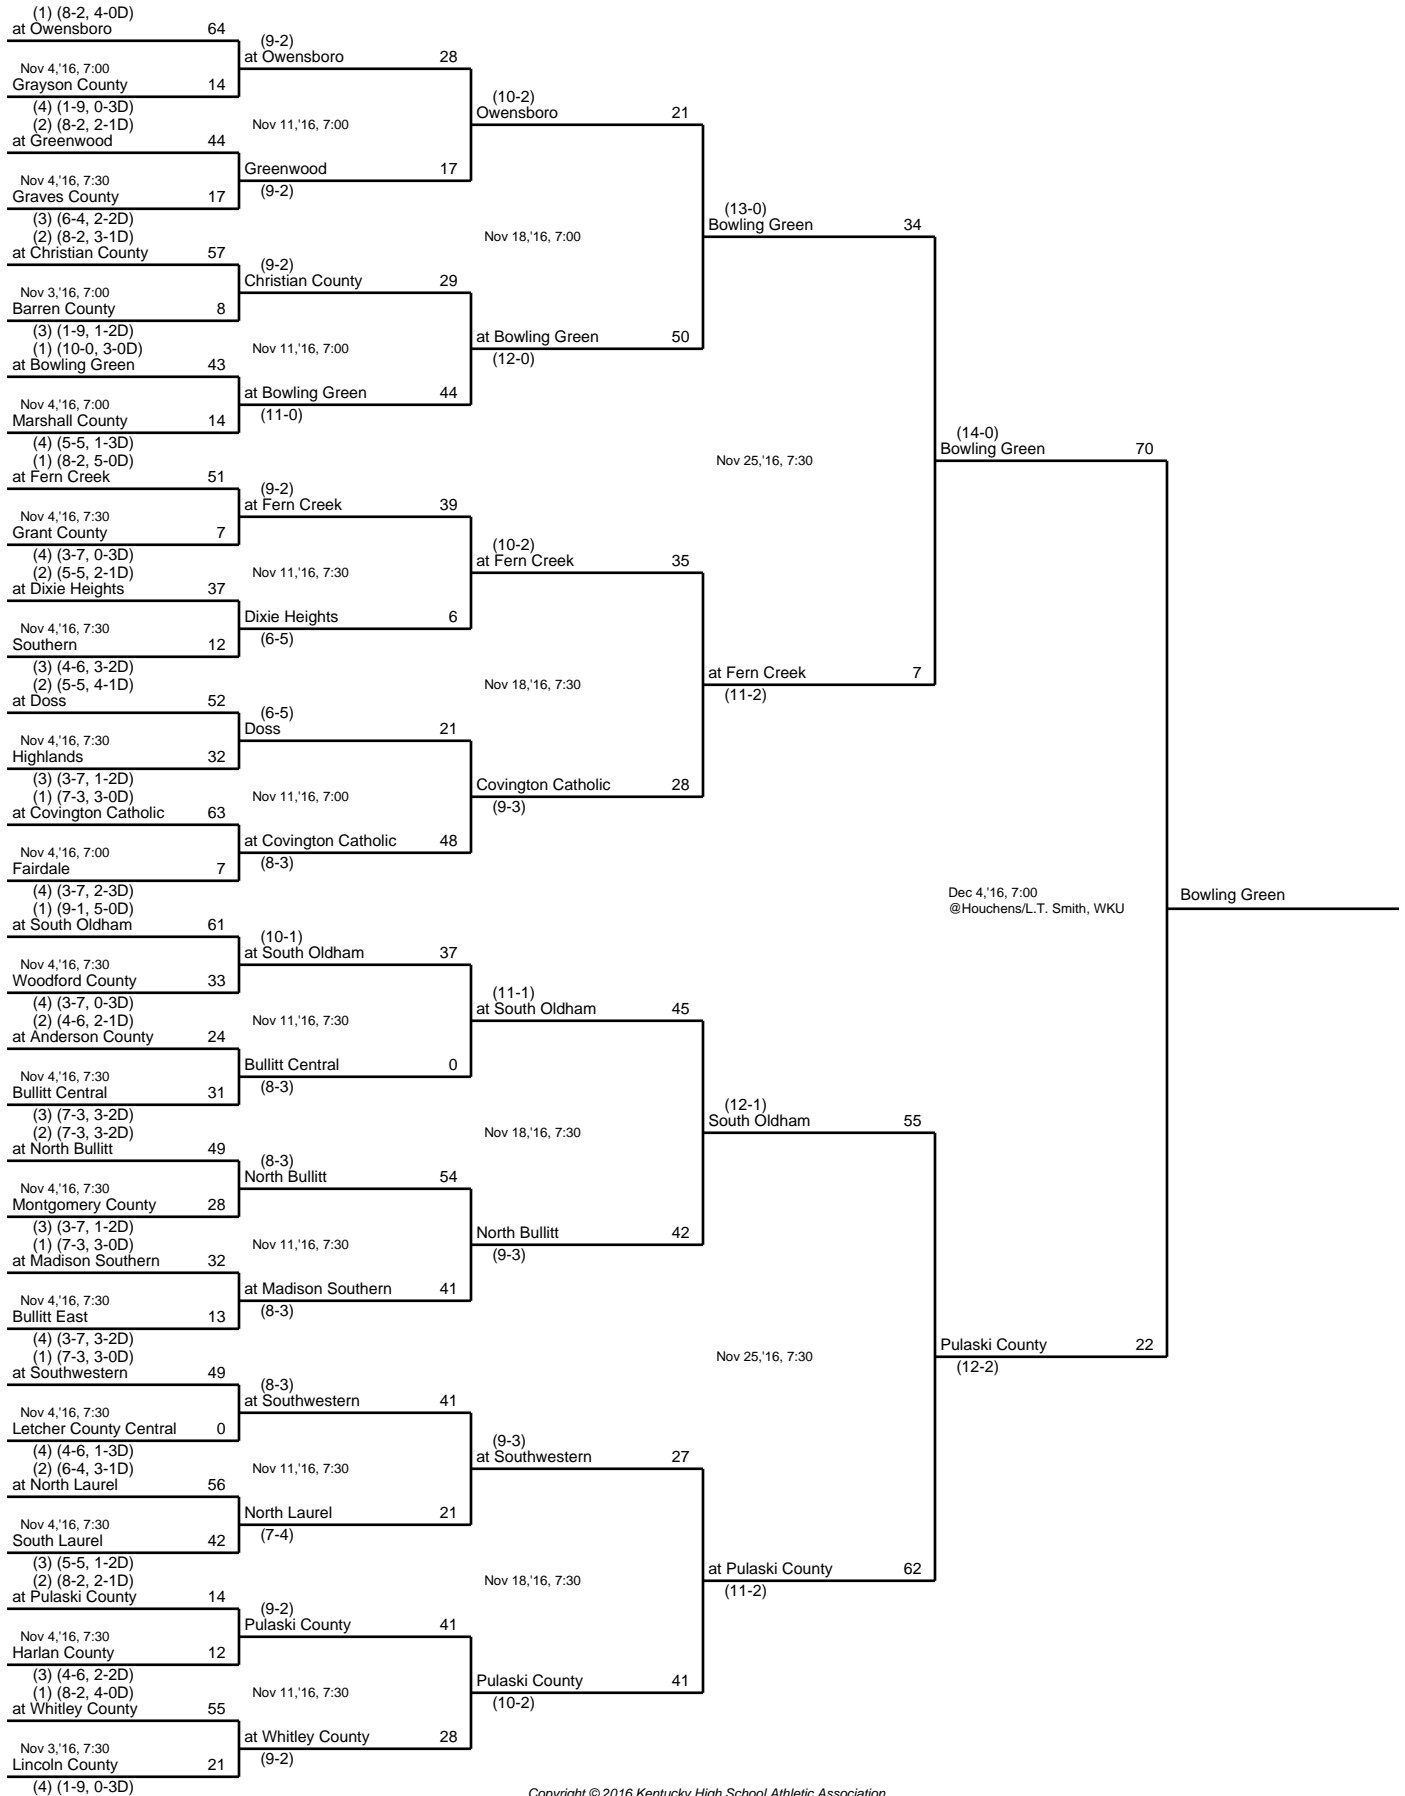 (1) (8-2, 4-0D)
at Owensboro 64
Nov 4,'16, 7:00
Grayson County 14
(4) (1-9, 0-3D)
(2) (8-2, 2-1D)
at Greenwood 44
Nov 4,'16, 7:30
Graves County 17
(3) (6-4, 2-2D)
(2) (8-2, 3-1D)
at Christian County 57
Nov 3,'16, 7:00
Barren County 8
(3) (1-9, 1-2D)
(1) (10-0, 3-0D)
at Bowling Green 43
Nov 4,'16, 7:00
Marshall County 14
(4) (5-5, 1-3D)
(1) (8-2, 5-0D)
at Fern Creek 51
Nov 4,'16, 7:30
Grant County 7
(4) (3-7, 0-3D)
(2) (5-5, 2-1D)
at Dixie Heights 37
Nov 4,'16, 7:30
Southern 12
(3) (4-6, 3-2D)
(2) (5-5, 4-1D)
at Doss 52
Nov 4,'16, 7:30
Highlands 32
(3) (3-7, 1-2D)
(1) (7-3, 3-0D)
at Covington Catholic 63
Nov 4,'16, 7:00
Fairdale 7
(4) (3-7, 2-3D)
(1) (9-1, 5-0D)
at South Oldham 61
Nov 4,'16, 7:30
Woodford County 33
(4) (3-7, 0-3D)
(2) (4-6, 2-1D)
at Anderson County 24
Nov 4,'16, 7:30
Bullitt Central 31
(3) (7-3, 3-2D)
(2) (7-3, 3-2D)
at North Bullitt 49
Nov 4,'16, 7:30
Montgomery County 28
(3) (3-7, 1-2D)
(1) (7-3, 3-0D)
at Madison Southern 32
Nov 4,'16, 7:30
Bullitt East 13
(4) (3-7, 3-2D)
(1) (7-3, 3-0D)
at Southwestern 49
Nov 4,'16, 7:30
Letcher County Central 0
(4) (4-6, 1-3D)
(2) (6-4, 3-1D)
at North Laurel 56
Nov 4,'16, 7:30
South Laurel 42
(3) (5-5, 1-2D)
(2) (8-2, 2-1D)
at Pulaski County 14
Nov 4,'16, 7:30
Harlan County 12
(3) (4-6, 2-2D)
(1) (8-2, 4-0D)
at Whitley County 55
Nov 3,'16, 7:30
Lincoln County 21
(4) (1-9, 0-3D)
(9-2)
at Owensboro 28
Nov 11,'16, 7:00
Greenwood 17
(9-2)
(9-2)
Christian County 29
Nov 11,'16, 7:00
at Bowling Green 44
(11-0)
(9-2)
at Fern Creek 39
Nov 11,'16, 7:30
Dixie Heights 6
(6-5)
(6-5)
Doss 21
Nov 11,'16, 7:00
at Covington Catholic 48
(8-3)
(10-1)
at South Oldham 37
Nov 11,'16, 7:30
Bullitt Central 0
(8-3)
(8-3)
North Bullitt 54
Nov 11,'16, 7:30
at Madison Southern 41
(8-3)
(8-3)
at Southwestern 41
Nov 11,'16, 7:30
North Laurel 21
(7-4)
(9-2)
Pulaski County 41
Nov 11,'16, 7:30
at Whitley County 28
(9-2)
(10-2)
Owensboro 21
Nov 18,'16, 7:00
at Bowling Green 50
(12-0)
(10-2)
at Fern Creek 35
Nov 18,'16, 7:30
Covington Catholic 28
(9-3)
(11-1)
at South Oldham 45
Nov 18,'16, 7:30
North Bullitt 42
(9-3)
(9-3)
at Southwestern 27
Nov 18,'16, 7:30
Pulaski County 41
(10-2)
(13-0)
Bowling Green 34
Nov 25,'16, 7:30
at Fern Creek 7
(11-2)
(12-1)
South Oldham 55
Nov 25,'16, 7:30
at Pulaski County 62
(11-2)
(14-0)
Bowling Green 70
Dec 4,'16, 7:00
@Houchens/L.T. Smith, WKU
Pulaski County 22
(12-2)
Bowling Green
Copyright © 2016 Kentucky High School Athletic Association